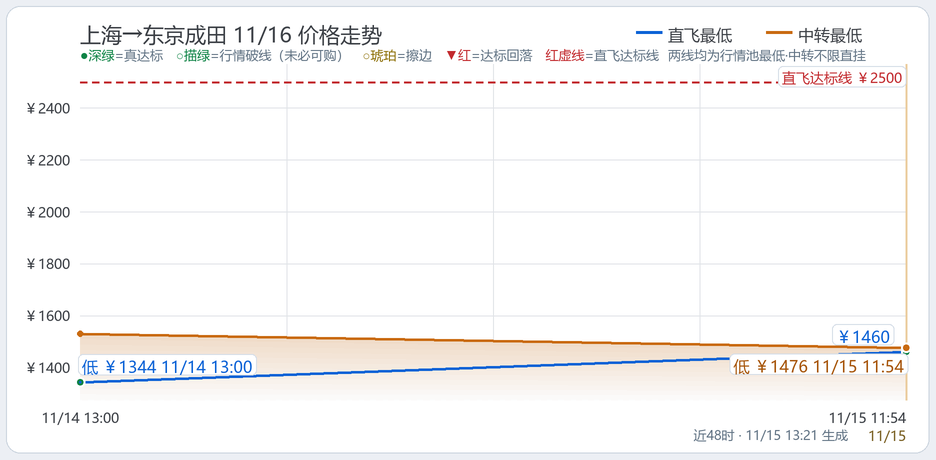 上海→东京成田 11/16 价格走势
直飞最低 中转最低
●深绿=真达标 ○描绿=行情破线（未必可购） ○琥珀=擦边 ▼红=达标回落 红虚线=直飞达标线 两线均为行情池最低·中转不限直挂
直飞达标线 ￥2500
￥2400
￥2200
￥2000
￥1800
￥1600
￥1400
￥1460
低 ￥1344 11/14 13:00
低 ￥1476 11/15 11:54
11/14 13:00
11/15 11:54
近48时 · 11/15 13:21 生成
11/15